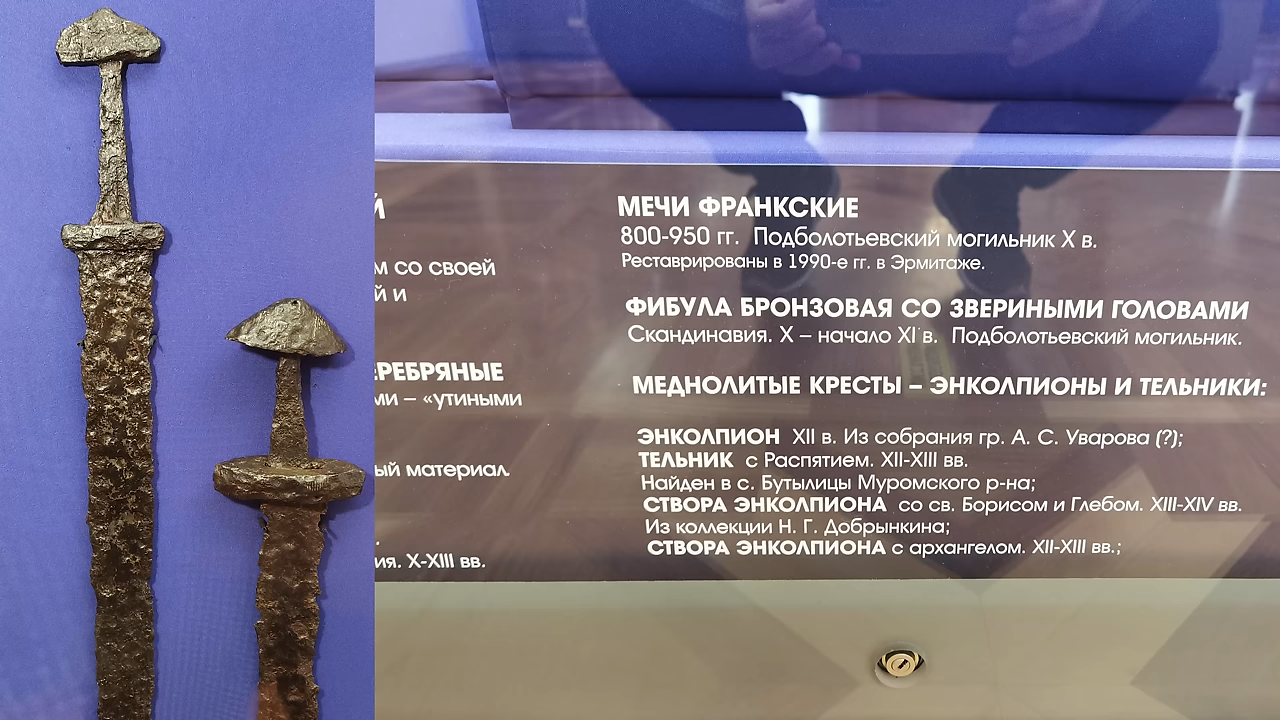 Й
м со своей
й и
ЕРЕБРЯНЫЕ
ми – «утиными
ый материал
ия. X-XIII вв.
МЕЧИ ФРАНКСКИЕ
800-950 гг. Подболотьевский могильник X в.
Реставрированы в 1990-е гг. в Эрмитаже.
ФИБУЛА БРОНЗОВАЯ СО ЗВЕРИНЫМИ ГОЛОВАМИ
Скандинавия. X – начало XI в. Подболотьевский могильник.
МЕДНОЛИТЫЕ КРЕСТЫ – ЭНКОЛПИОНЫ И ТЕЛЬНИКИ:
ЭНКОЛПИОН XII в. Из собрания гр. А. С. Уварова (?);
ТЕЛЬНИК с Распятием. XII-XIII вв.
Найден в с. Бутылицы Муромского р-на;
СТВОРА ЭНКОЛПИОНА со св. Борисом и Глебом. XIII-XIV вв.
Из коллекции Н. Г. Добрынкина;
СТВОРА ЭНКОЛПИОНА с архангелом. XII-XIII вв.;